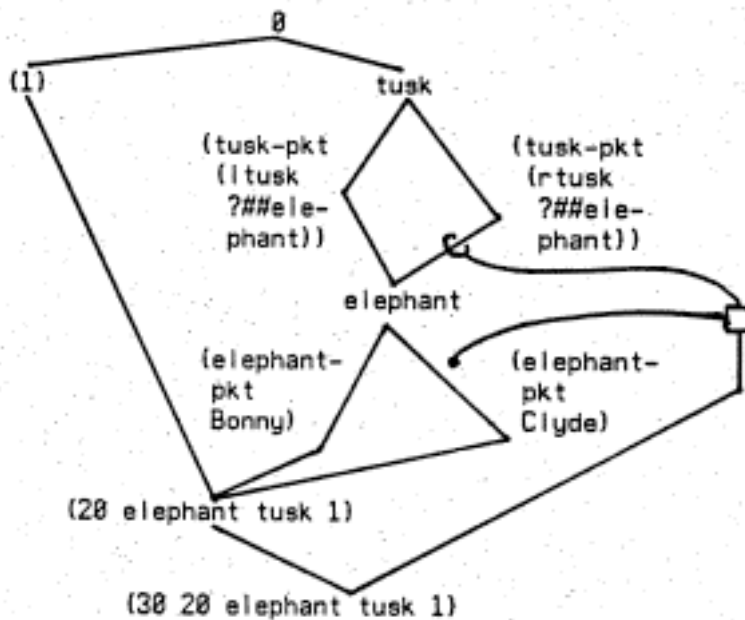 0
(1)
tusk
(tusk-pkt
(ltusk
?##ele-
phant))
(tusk-pkt
(rtusk
?##ele-
phant))
elephant
(elephant-
pkt
Bonny)
(elephant-
pkt
Clyde)
(20 elephant tusk 1)
(30 20 elephant tusk 1)